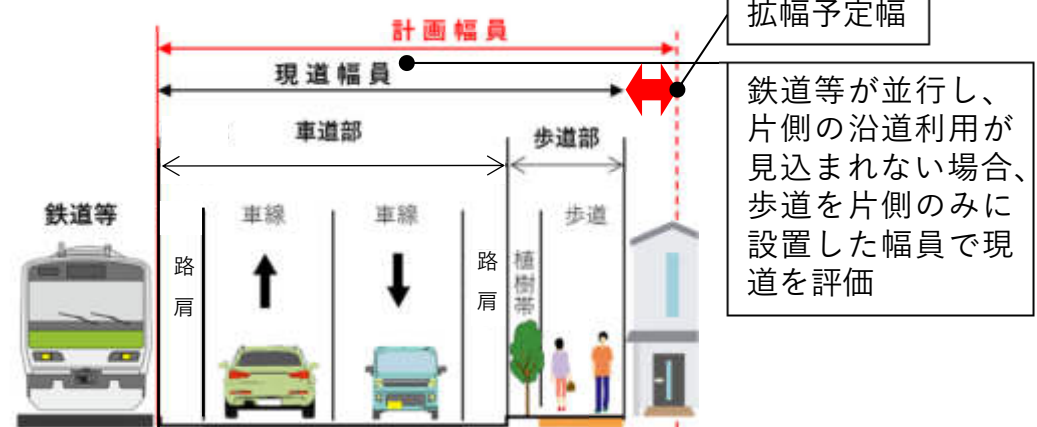 拡幅予定幅
計画幅員
現道幅員
鉄道等が並行し、
片側の沿道利用が
見込まれない場合、
歩道を片側のみに
設置した幅員で現
道を評価
車道部
歩道部
鉄道等
車線
車線
歩道
路肩
路肩
植樹帯